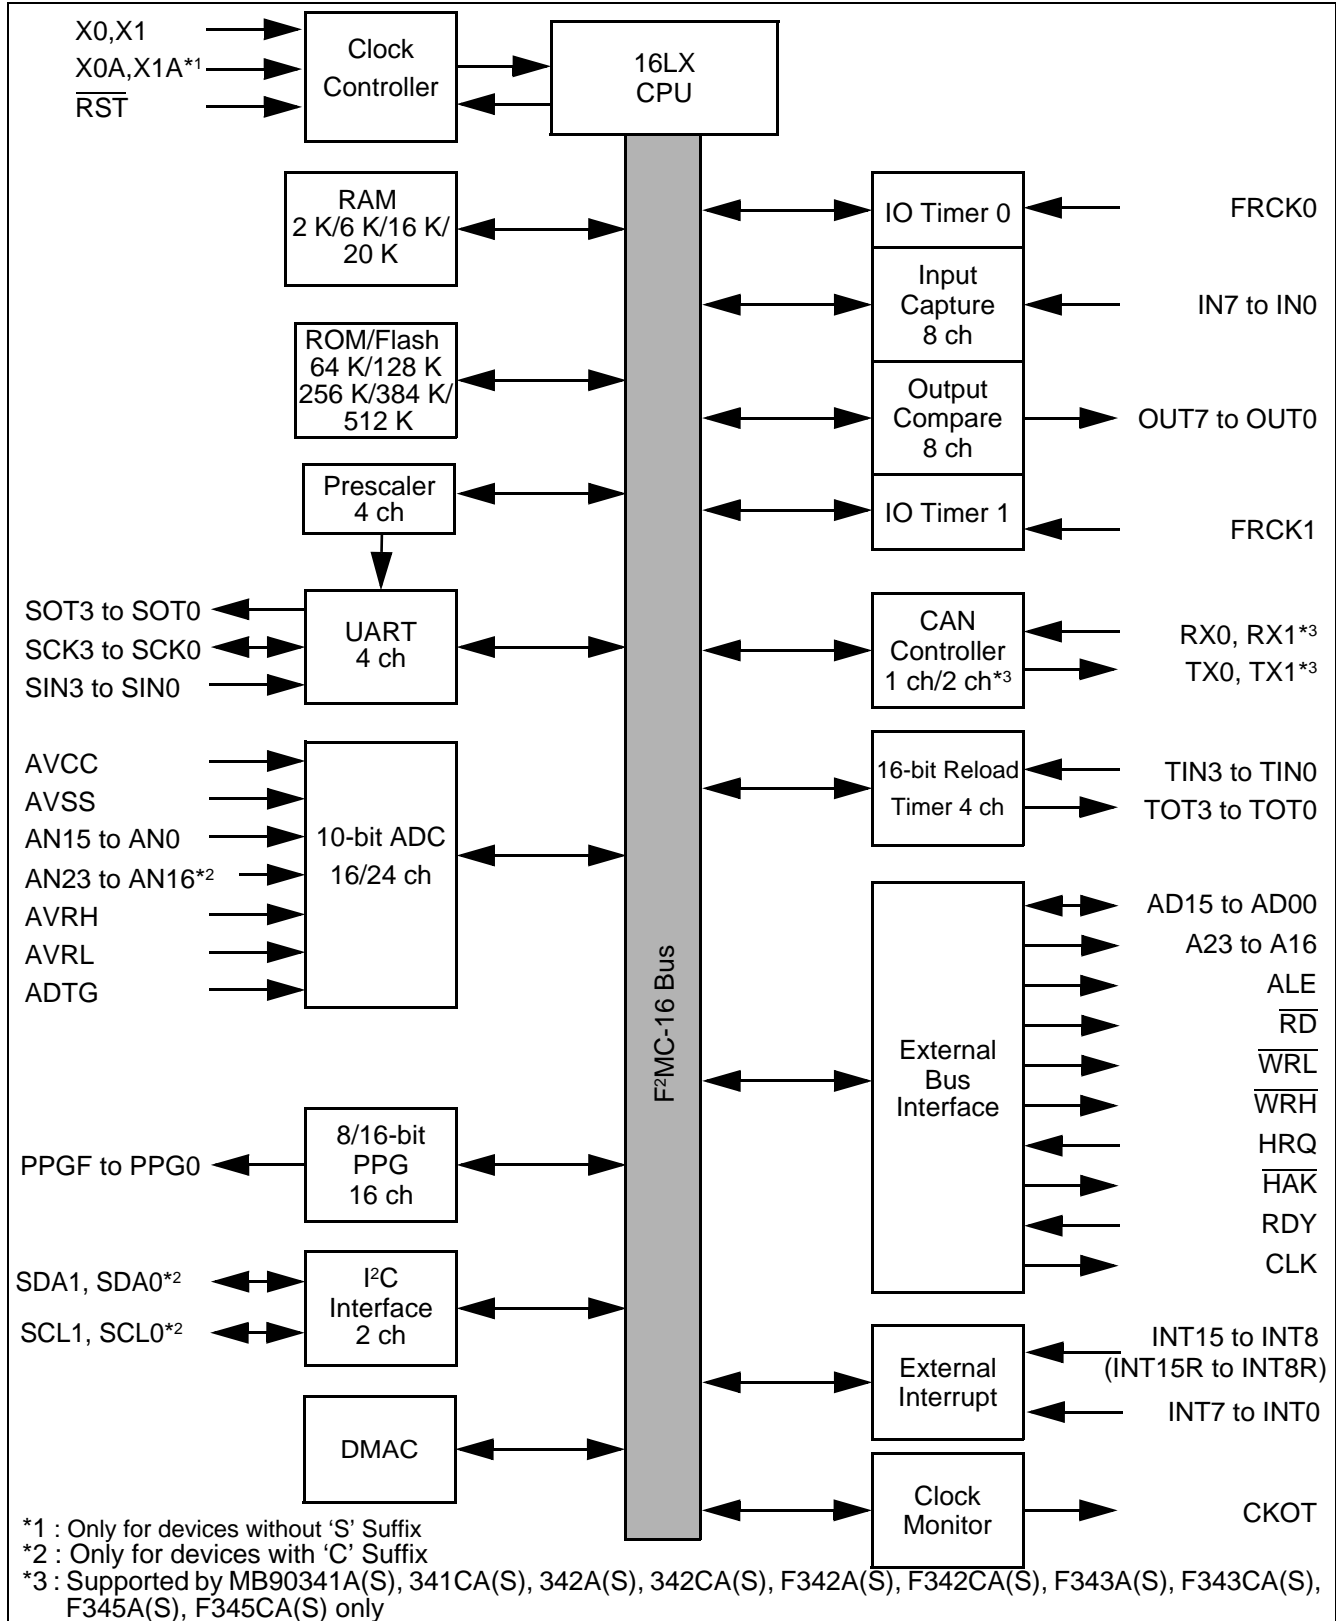 X0,X1
X0A,X1A*1
RST
Clock
Controller
16LX
CPU
RAM
2 K/6 K/16 K/
20 K
ROM/Flash
64 K/128 K
256 K/384 K/
512 K
Prescaler
4 ch
SOT3 to SOT0
SCK3 to SCK0
SIN3 to SIN0
UART
4 ch
AVCC
AVSS
AN15 to AN0
AN23 to AN16*2
AVRH
AVRL
ADTG
10-bit ADC
16/24 ch
PPGF to PPG0
8/16-bit
PPG
16 ch
SDA1, SDA0*2
SCL1, SCL0*2
I2C
Interface
2 ch
DMAC
F2MC-16 Bus
IO Timer 0
FRCK0
Input
Capture
8 ch
IN7 to IN0
Output
Compare
8 ch
OUT7 to OUT0
IO Timer 1
FRCK1
CAN
Controller
1 ch/2 ch*3
RX0, RX1*3
TX0, TX1*3
16-bit Reload
Timer 4 ch
TIN3 to TIN0
TOT3 to TOT0
External
Bus
Interface
AD15 to AD00
A23 to A16
ALE
RD
WRL
WRH
HRQ
HAK
RDY
CLK
External
Interrupt
INT15 to INT8
(INT15R to INT8R)
INT7 to INT0
Clock
Monitor
CKOT
*1 : Only for devices without ‘S’ Suffix
*2 : Only for devices with ‘C’ Suffix
*3 : Supported by MB90341A(S), 341CA(S), 342A(S), 342CA(S), F342A(S), F342CA(S), F343A(S), F343CA(S),
F345A(S), F345CA(S) only